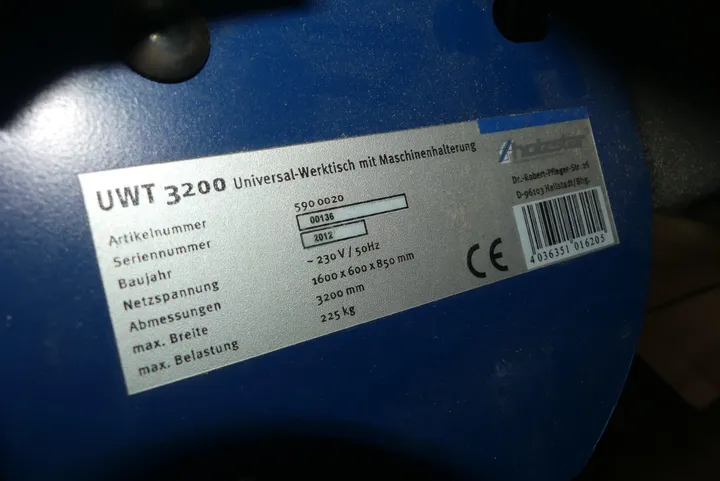 UWT 3200 Universal-Werktisch mit Maschinenhalterung
Artikelnummer 590 0020
Seriennummer 00136
Baujahr 2012
Netzspannung ~ 230 V / 50Hz
Abmessungen 1600 x 600 x 850 mm
max. Breite 3200 mm
max. Belastung 225 kg
holzstar
Dr.-Robert-Pfleger-Str. 26
D-96103 Hallstadt/Bbg.
CE
4 036351 016205